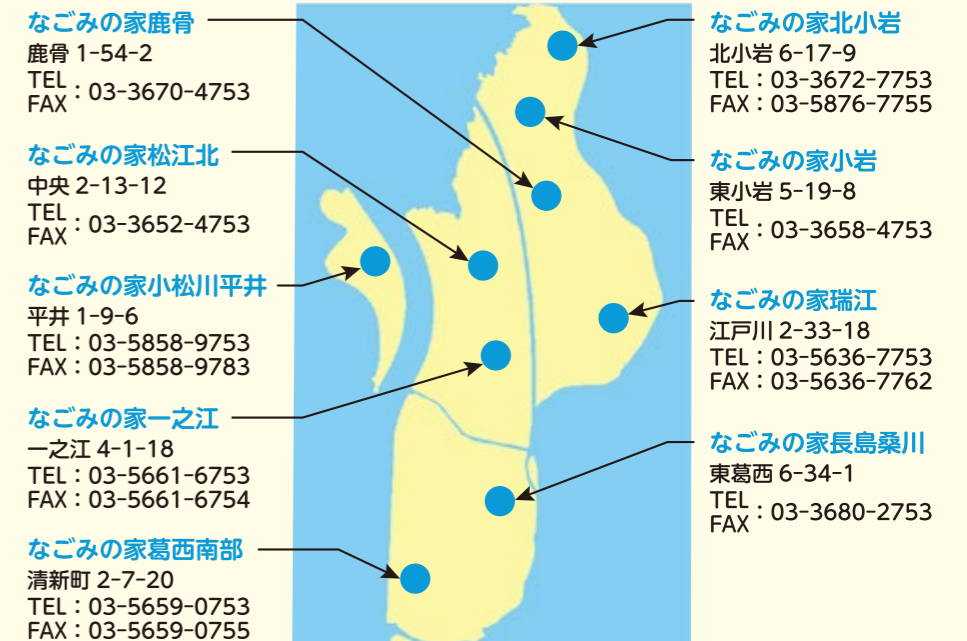 なごみの家鹿骨
鹿骨 1-54-2
TEL
FAX：03-3670-4753
なごみの家松江北
中央 2-13-12
TEL
FAX：03-3652-4753
なごみの家小松川平井
平井 1-9-6
TEL：03-5858-9753
FAX：03-5858-9783
なごみの家一之江
一之江 4-1-18
TEL：03-5661-6753
FAX：03-5661-6754
なごみの家葛西南部
清新町 2-7-20
TEL：03-5659-0753
FAX：03-5659-0755
なごみの家北小岩
北小岩 6-17-9
TEL：03-3672-7753
FAX：03-5876-7755
なごみの家小岩
東小岩 5-19-8
TEL
FAX：03-3658-4753
なごみの家瑞江
江戸川 2-33-18
TEL：03-5636-7753
FAX：03-5636-7762
なごみの家長島桑川
東葛西 6-34-1
TEL
FAX：03-3680-2753